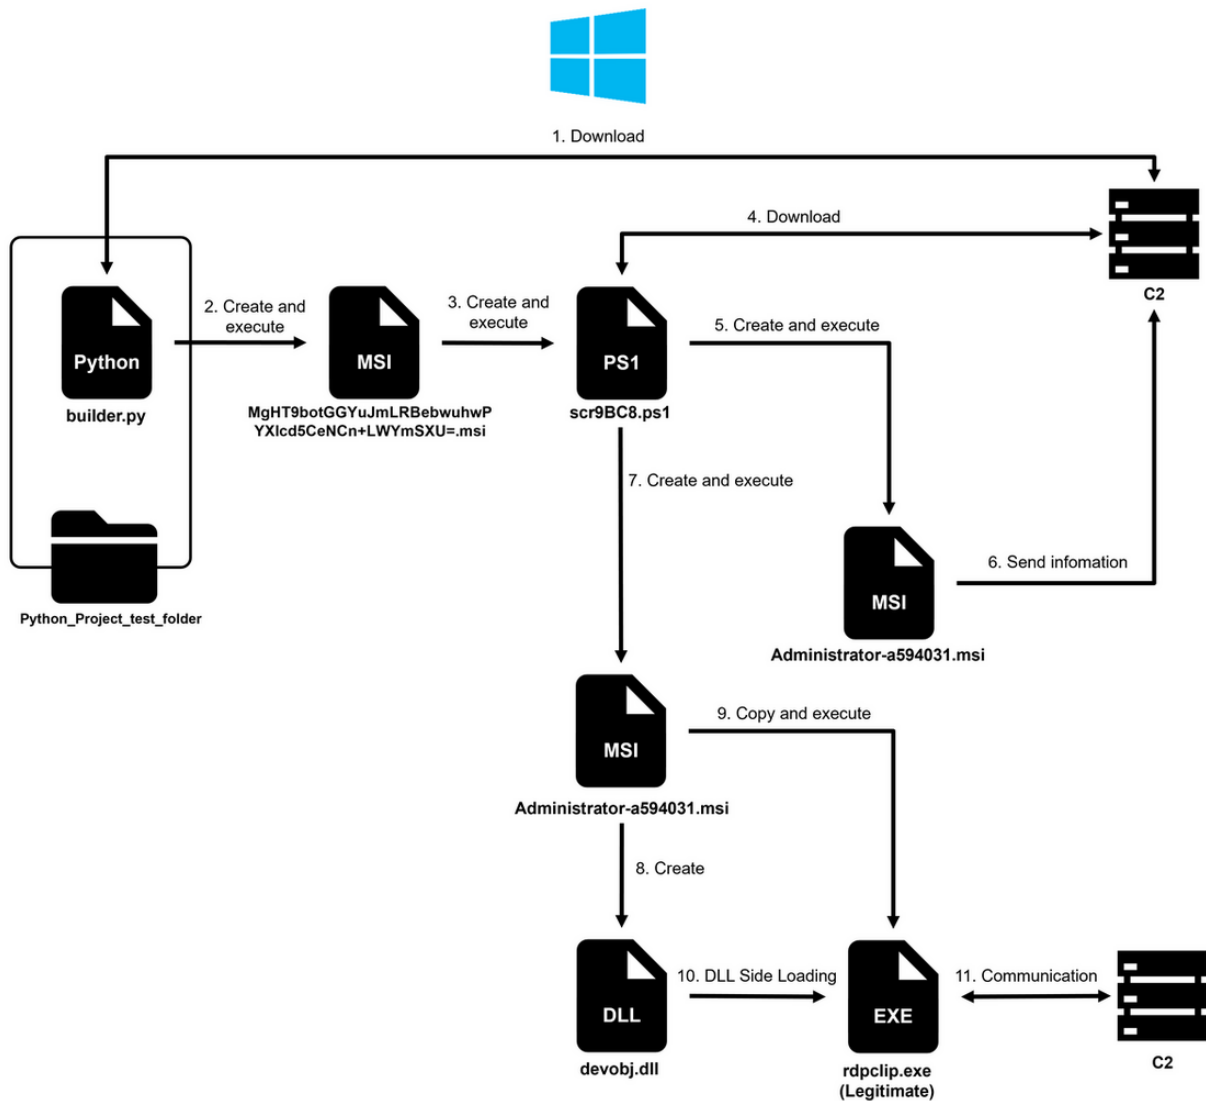 1. Download
4. Download
C2
2. Create and
execute
3. Create and
execute
5. Create and execute
Python
MSI
PS1
builder.py
MgHT9botGGYuJmLRBebwuhwP
YXlcd5CeNCn+LWYmSXU=.msi
scr9BC8.ps1
7. Create and execute
6. Send infomation
MSI
Python_Project_test_folder
Administrator-a594031.msi
9. Copy and execute
MSI
Administrator-a594031.msi
8. Create
10. DLL Side Loading
11. Communication
DLL
EXE
devobj.dll
rdpclip.exe
(Legitimate)
C2